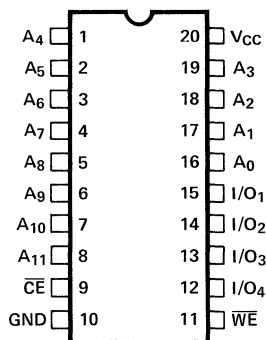 A4 1 20 VCC
A5 2 19 A3
A6 3 18 A2
A7 4 17 A1
A8 5 16 A0
A9 6 15 I/O1
A10 7 14 I/O2
A11 8 13 I/O3
C̅E̅ 9 12 I/O4
GND 10 11 W̅E̅